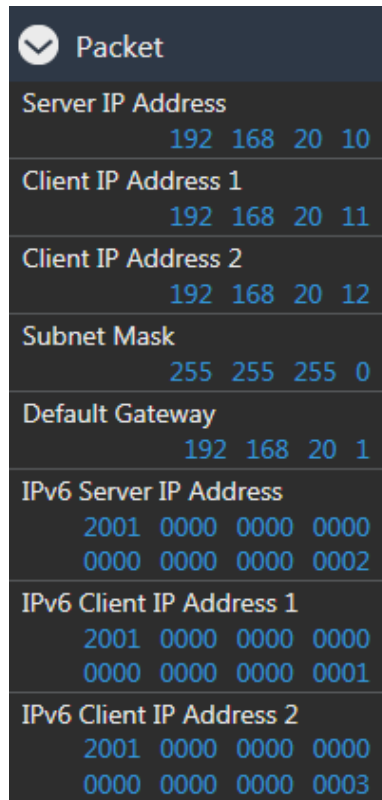 Packet
Server IP Address
192 168 20 10
Client IP Address 1
192 168 20 11
Client IP Address 2
192 168 20 12
Subnet Mask
255 255 255 0
Default Gateway
192 168 20 1
IPv6 Server IP Address
2001 0000 0000 0000
0000 0000 0000 0002
IPv6 Client IP Address 1
2001 0000 0000 0000
0000 0000 0000 0001
IPv6 Client IP Address 2
2001 0000 0000 0000
0000 0000 0000 0003